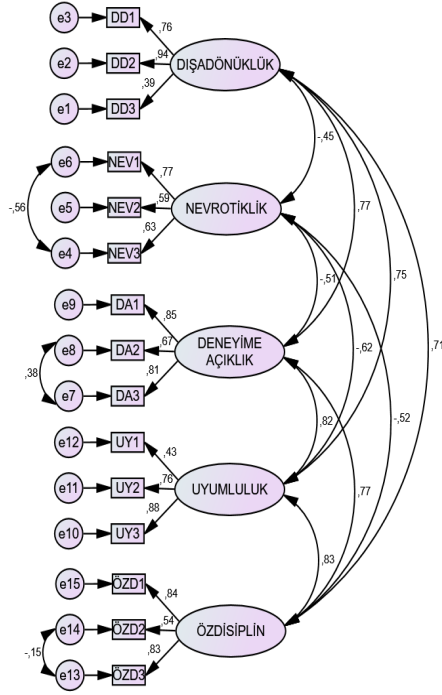 e3
DD1
,76
e2
DD2
,94
DIŞADÖNÜKLÜK
e1
DD3
,39
-,45
e6
NEV1
,77
-,56
e5
NEV2
,59
NEVROTİKLİK
,77
e4
NEV3
,63
-,51
,75
e9
DA1
,85
e8
DA2
,67
DENEYİME
AÇIKLIK
-,62
,71
,38
e7
DA3
,81
e12
UY1
,43
,82
-,52
e11
UY2
,76
UYUMLULUK
,77
e10
UY3
,88
,83
e15
ÖZD1
,84
e14
ÖZD2
,54
ÖZDİSİPLİN
-,15
e13
ÖZD3
,83